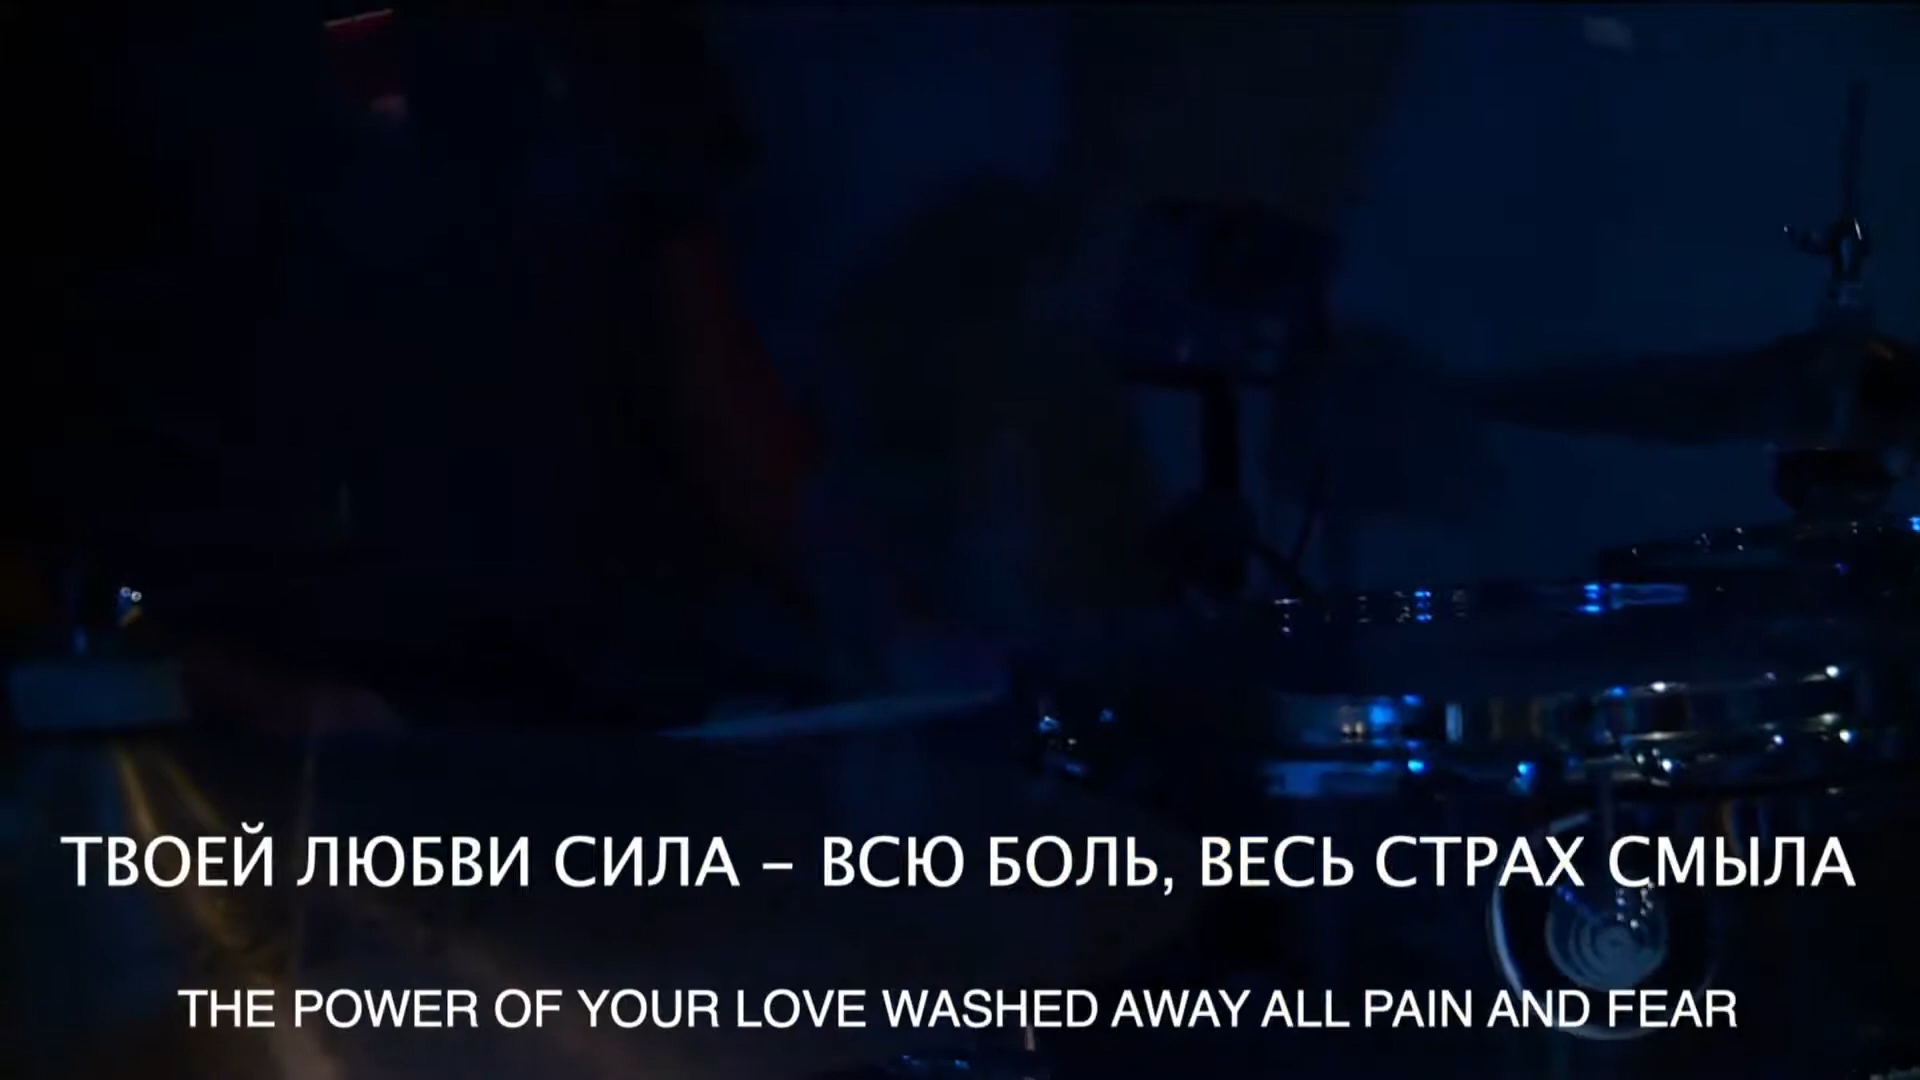 ТВОЕЙ ЛЮБВИ СИЛА – ВСЮ БОЛЬ, ВЕСЬ СТРАХ СМЫЛА
THE POWER OF YOUR LOVE WASHED AWAY ALL PAIN AND FEAR